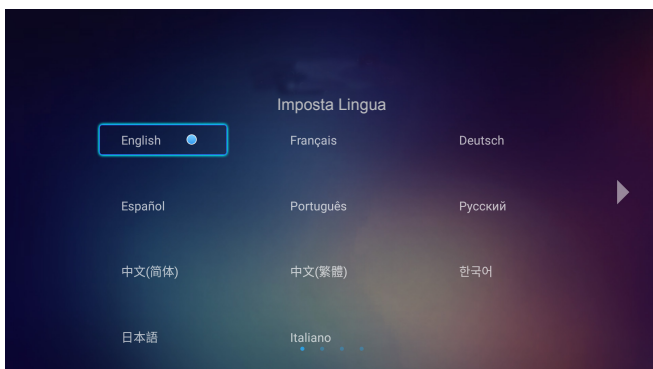 Imposta Lingua
English Français Deutsch
Español Português Русский
中文(简体) 中文(繁體) 한국어
日本語 Italiano